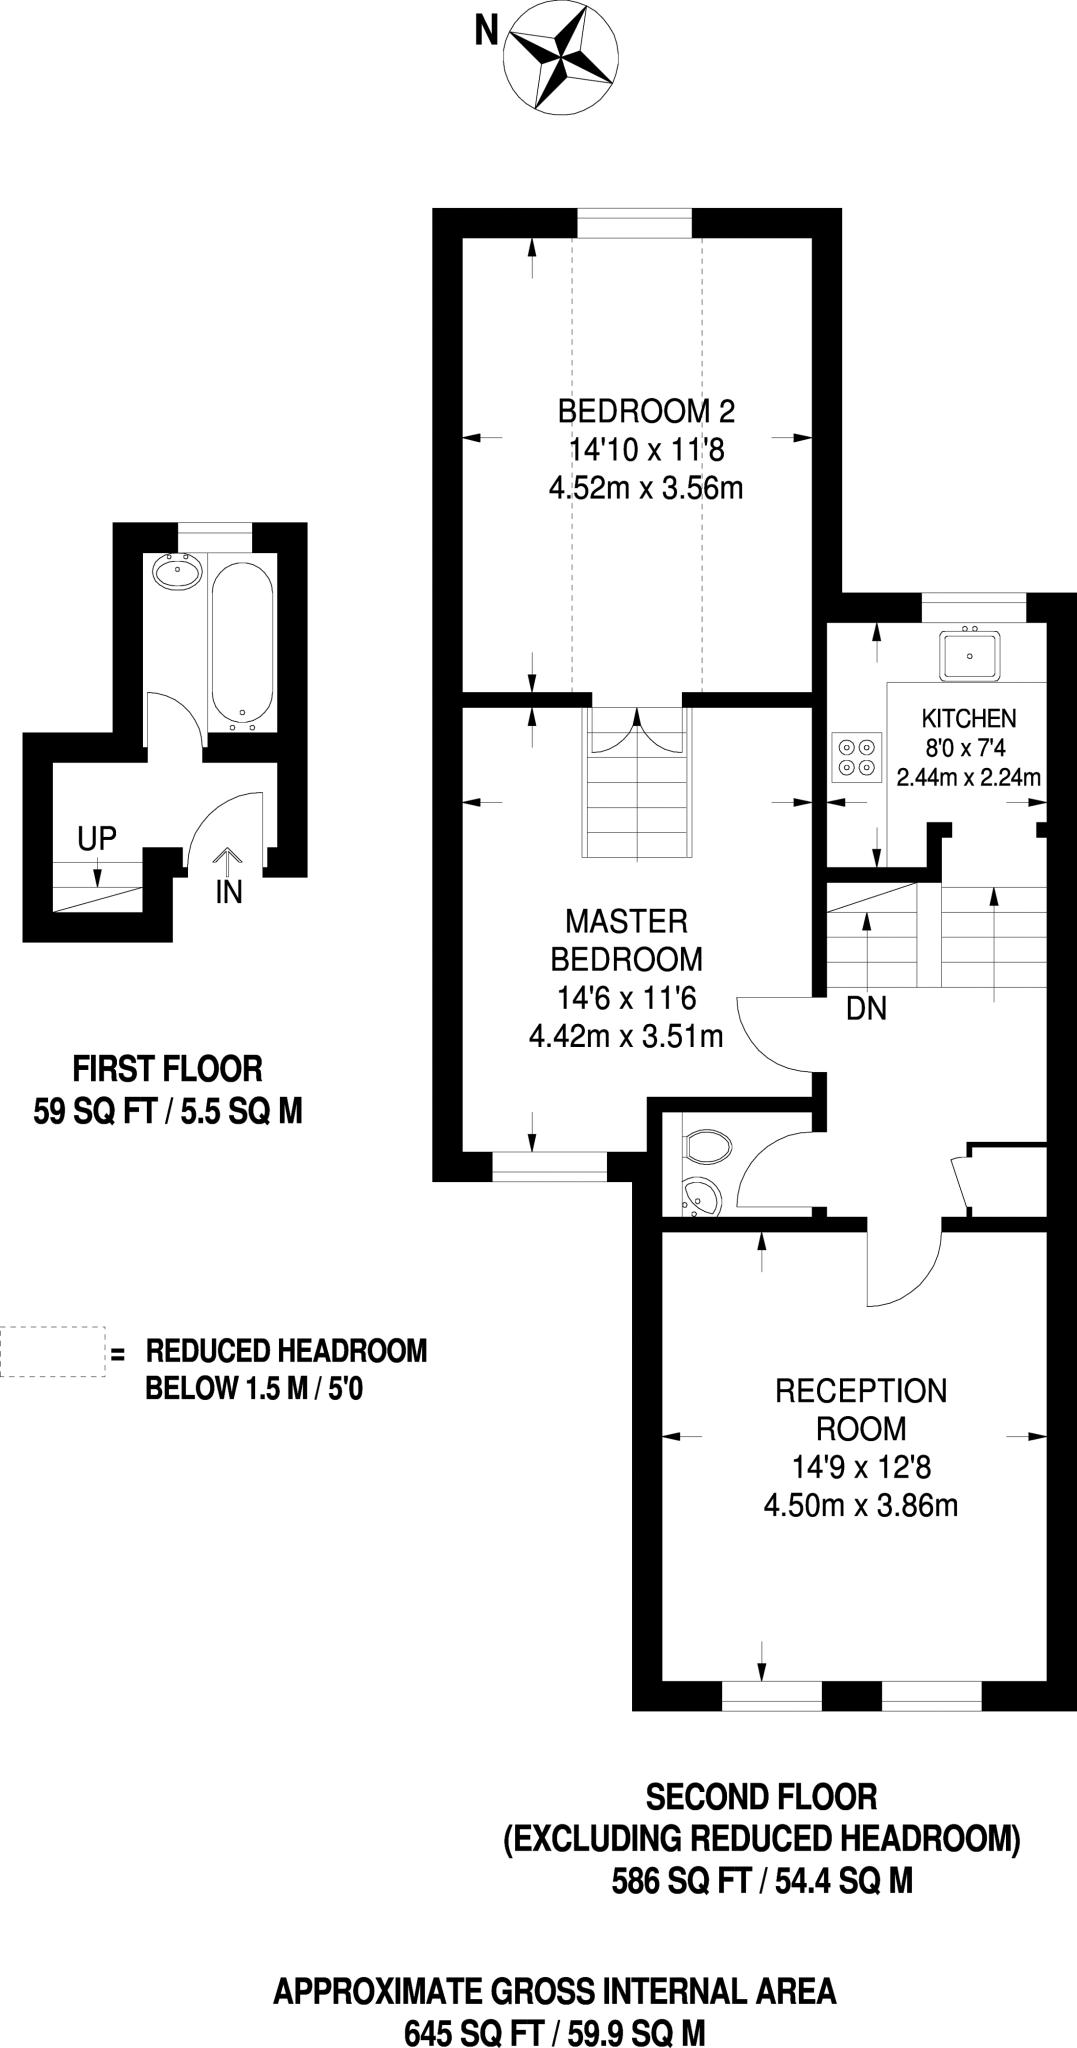 N
BEDROOM 2
14'10 x 11'8
4.52m x 3.56m
KITCHEN
8'0 x 7'4
2.44m x 2.24m
UP
IN
MASTER
BEDROOM
14'6 x 11'6
4.42m x 3.51m
DN
FIRST FLOOR
59 SQ FT / 5.5 SQ M
= REDUCED HEADROOM
BELOW 1.5 M / 5'0
RECEPTION
ROOM
14'9 x 12'8
4.50m x 3.86m
SECOND FLOOR
(EXCLUDING REDUCED HEADROOM)
586 SQ FT / 54.4 SQ M
APPROXIMATE GROSS INTERNAL AREA
645 SQ FT / 59.9 SQ M